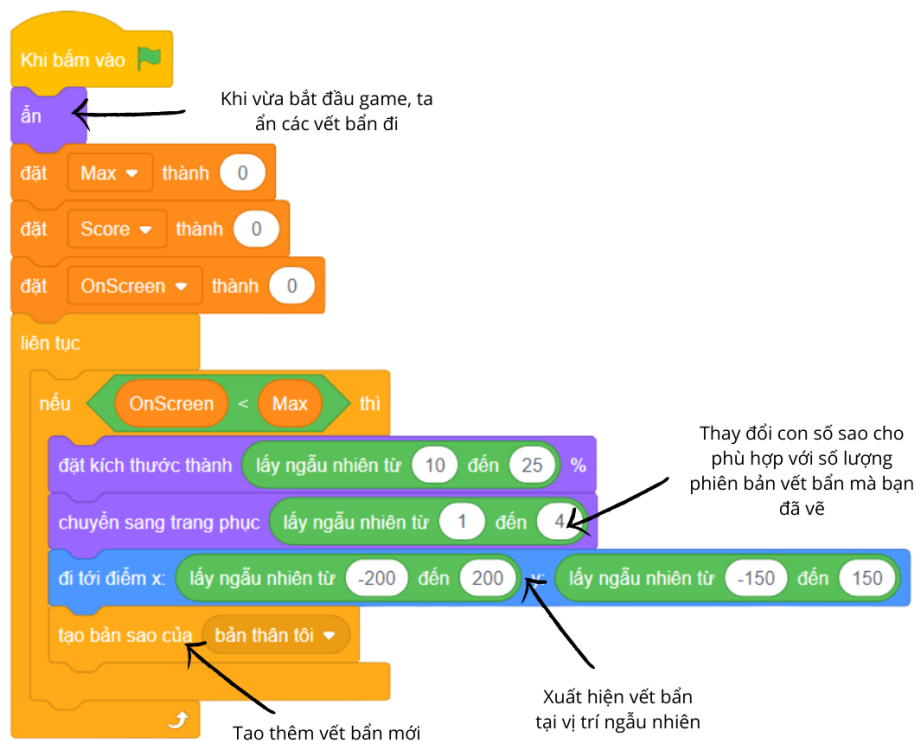 Khi bấm vào
ẩn
Khi vừa bắt đầu game, ta
ẩn các vết bẩn đi
đặt Max thành 0
đặt Score thành 0
đặt OnScreen thành 0
liên tục
nếu OnScreen < Max thì
Thay đổi con số sao cho
phù hợp với số lượng
phiên bản vết bẩn mà bạn
đã vẽ
đặt kích thước thành lấy ngẫu nhiên từ 10 đến 25 %
chuyển sang trang phục lấy ngẫu nhiên từ 1 đến 4
đi tới điểm x: lấy ngẫu nhiên từ -200 đến 200 y: lấy ngẫu nhiên từ -150 đến 150
tạo bản sao của bản thân tôi
Xuất hiện vết bẩn
tại vị trí ngẫu nhiên
Tạo thêm vết bẩn mới